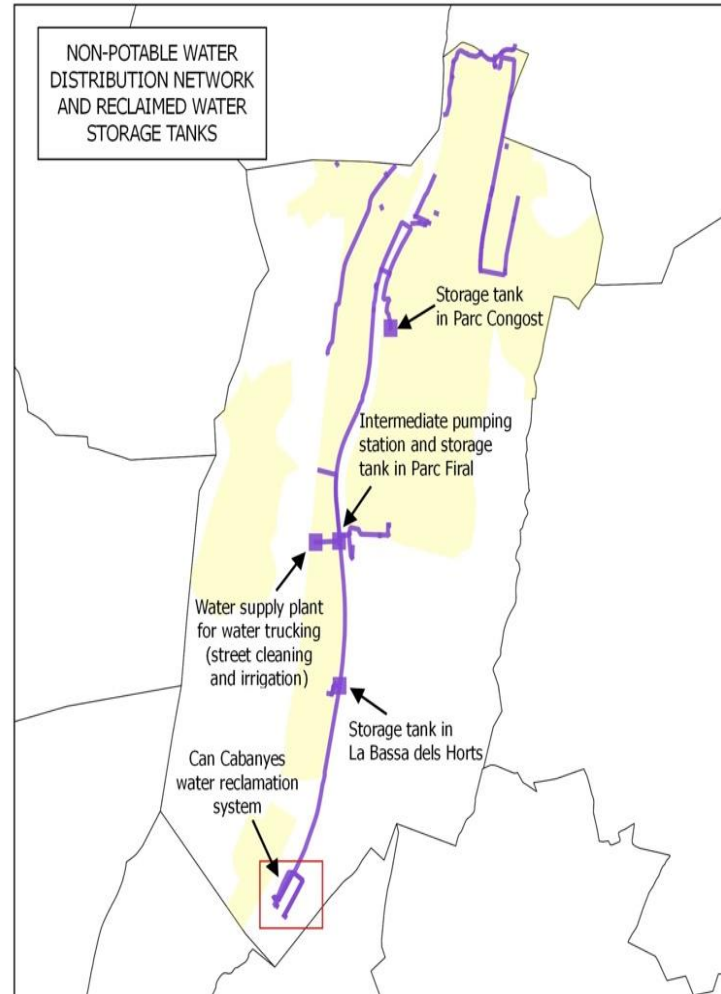 NON-POTABLE WATER
DISTRIBUTION NETWORK
AND RECLAIMED WATER
STORAGE TANKS
Storage tank
in Parc Congost
Intermediate pumping
station and storage
tank in Parc Firal
Water supply plant
for water trucking
(street cleaning
and irrigation)
Storage tank in
La Bassa dels Horts
Can Cabanyes
water reclamation
system